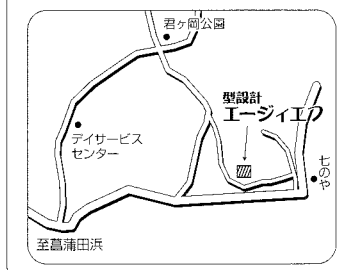 君ヶ岡公園
型設計
エージィエフ
デイサービス
センター
七のや
至菖蒲田浜